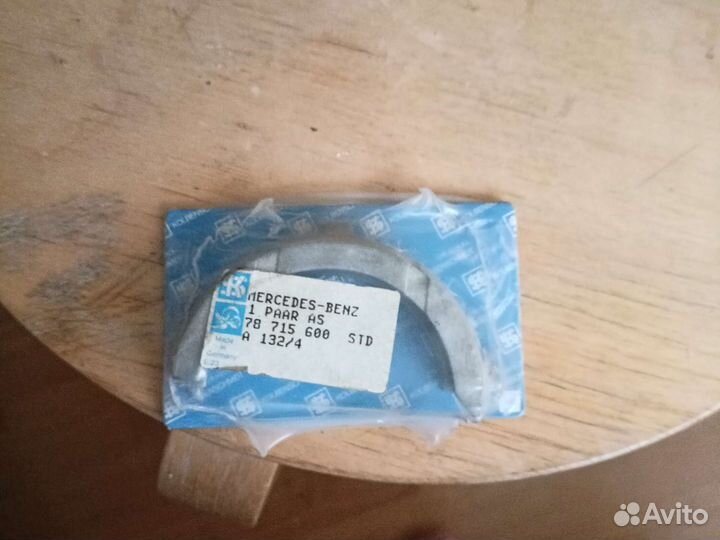 MERCEDES-BENZ
1 PAAR AS
78 715 600 STD
A 132/4
K
Made
in
Germany
Avito